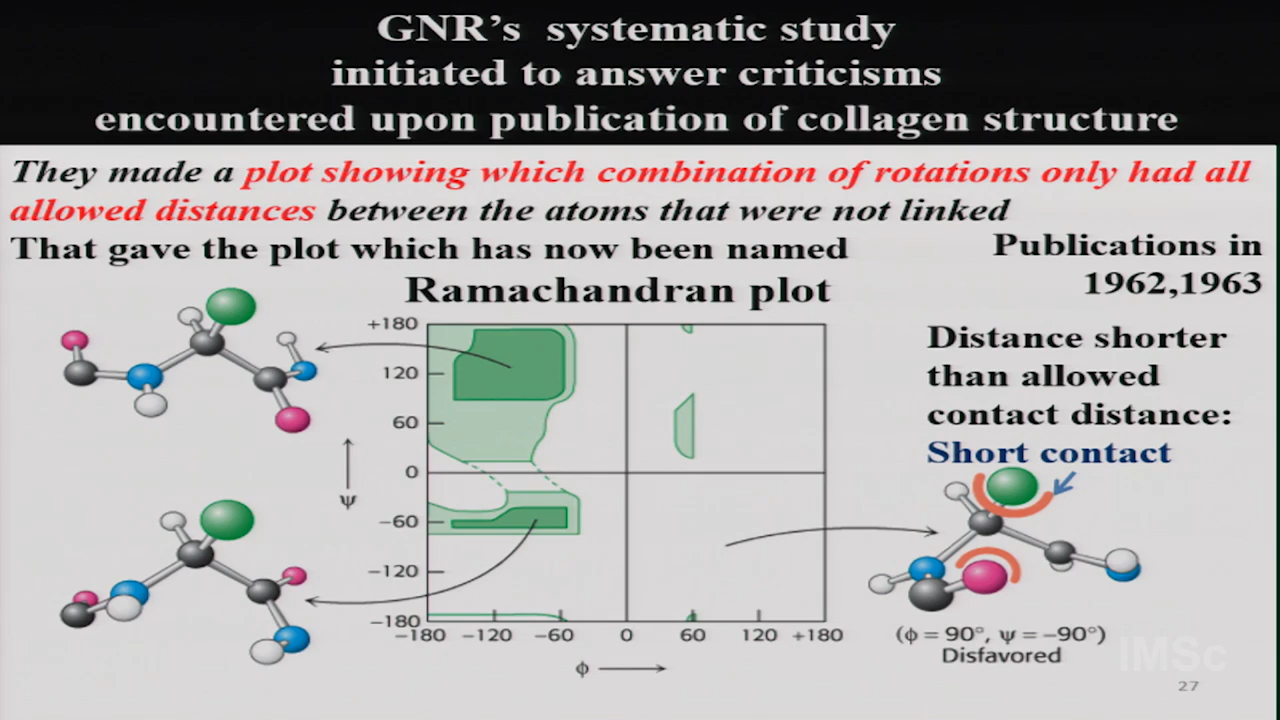 GNR's systematic study
initiated to answer criticisms
encountered upon publication of collagen structure
They made a plot showing which combination of rotations only had all
allowed distances between the atoms that were not linked
That gave the plot which has now been named
Publications in
1962,1963
Ramachandran plot
+180
120
60
0
−60
−120
−180
ψ
−180 −120 −60 0 60 120 +180
ϕ
Distance shorter
than allowed
contact distance:
Short contact
(ϕ = 90°, ψ = −90°)
Disfavored
IMSc
27